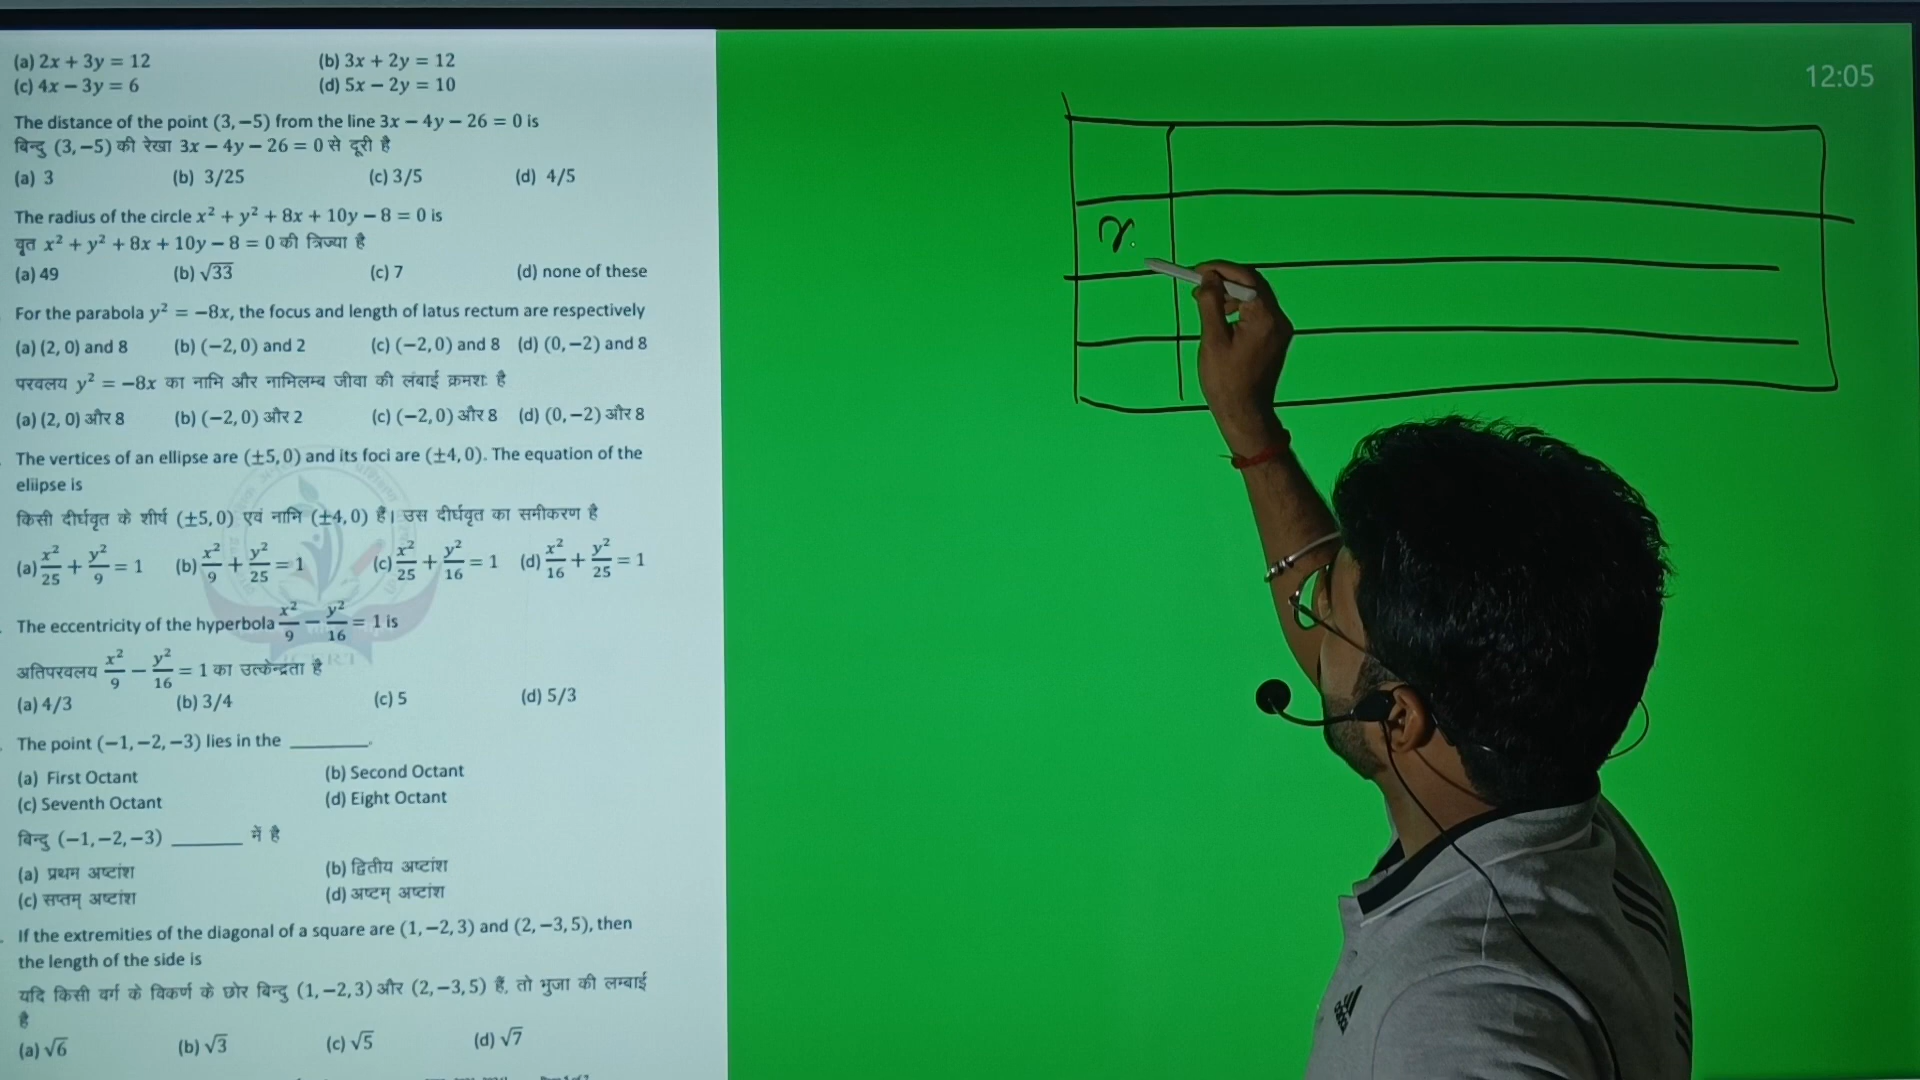 (a) 2x + 3y = 12 (b) 3x + 2y = 12
(c) 4x − 3y = 6 (d) 5x − 2y = 10
The distance of the point (3, −5) from the line 3x − 4y − 26 = 0 is
बिन्दु (3, −5) की रेखा 3x − 4y − 26 = 0 से दूरी है
(a) 3 (b) 3/25 (c) 3/5 (d) 4/5
The radius of the circle x² + y² + 8x + 10y − 8 = 0 is
वृत x² + y² + 8x + 10y − 8 = 0 की त्रिज्या है
(a) 49 (b) √33 (c) 7 (d) none of these
For the parabola y² = −8x, the focus and length of latus rectum are respectively
(a) (2, 0) and 8 (b) (−2, 0) and 2 (c) (−2, 0) and 8 (d) (0, −2) and 8
परवलय y² = −8x का नाभि और नाभिलम्ब जीवा की लंबाई क्रमशः है
(a) (2, 0) और 8 (b) (−2, 0) और 2 (c) (−2, 0) और 8 (d) (0, −2) और 8
The vertices of an ellipse are (±5, 0) and its foci are (±4, 0). The equation of the
eliipse is
किसी दीर्घवृत के शीर्ष (±5, 0) एवं नाभि (±4, 0) हैं। उस दीर्घवृत का समीकरण है
(a) x²/25 + y²/9 = 1 (b) x²/9 + y²/25 = 1 (c) x²/25 + y²/16 = 1 (d) x²/16 + y²/25 = 1
The eccentricity of the hyperbola x²/9 − y²/16 = 1 is
अतिपरवलय x²/9 − y²/16 = 1 का उत्केन्द्रता है
(a) 4/3 (b) 3/4 (c) 5 (d) 5/3
The point (−1, −2, −3) lies in the ________.
(a) First Octant (b) Second Octant
(c) Seventh Octant (d) Eight Octant
बिन्दु (−1, −2, −3) _______ में है
(a) प्रथम अष्टांश (b) द्वितीय अष्टांश
(c) सप्तम् अष्टांश (d) अष्टम् अष्टांश
If the extremities of the diagonal of a square are (1, −2, 3) and (2, −3, 5), then
the length of the side is
यदि किसी वर्ग के विकर्ण के छोर बिन्दु (1, −2, 3) और (2, −3, 5) हैं, तो भुजा की लम्बाई
है
(a) √6 (b) √3 (c) √5 (d) √7
12:05
x